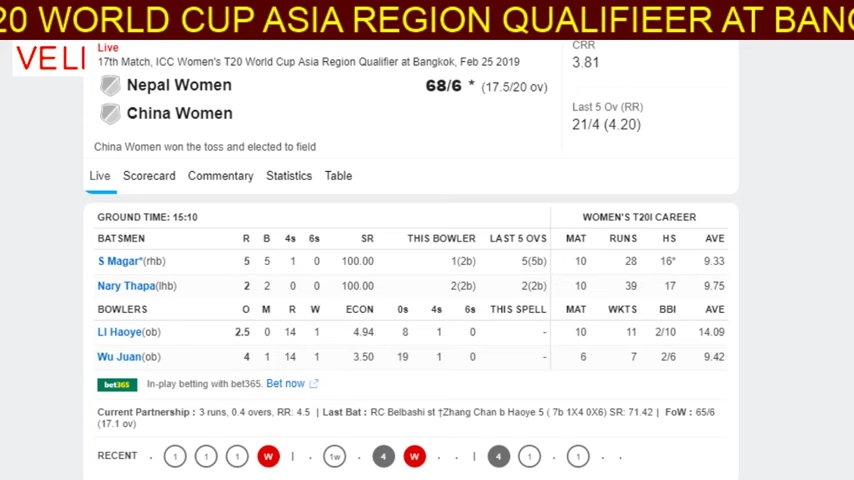 20 WORLD CUP ASIA REGION QUALIFIEER AT BANG
VELI
Live
17th Match, ICC Women's T20 World Cup Asia Region Qualifier at Bangkok, Feb 25 2019
Nepal Women 68/6 * (17.5/20 ov)
China Women
China Women won the toss and elected to field
CRR
3.81
Last 5 Ov (RR)
21/4 (4.20)
Live Scorecard Commentary Statistics Table
GROUND TIME: 15:10 WOMEN'S T20I CAREER
BATSMEN R B 4s 6s SR THIS BOWLER LAST 5 OVS MAT RUNS HS AVE
S Magar*(rhb) 5 5 1 0 100.00 1(2b) 5(5b) 10 28 16* 9.33
Nary Thapa(lhb) 2 2 0 0 100.00 2(2b) 2(2b) 10 39 17 9.75
BOWLERS O M R W ECON 0s 4s 6s THIS SPELL MAT WKTS BBI AVE
LI Haoye(ob) 2.5 0 14 1 4.94 8 1 0 - 10 11 2/10 14.09
Wu Juan(ob) 4 1 14 1 3.50 19 1 0 - 6 7 2/6 9.42
bet365 In-play betting with bet365. Bet now
Current Partnership : 3 runs, 0.4 overs, RR: 4.5 | Last Bat : RC Belbashi st †Zhang Chan b Haoye 5 ( 7b 1X4 0X6) SR: 71.42 | FoW : 65/6
(17.1 ov)
RECENT . 1 1 1 W | . 1w . 4 W . . | 4 1 . 1 . .